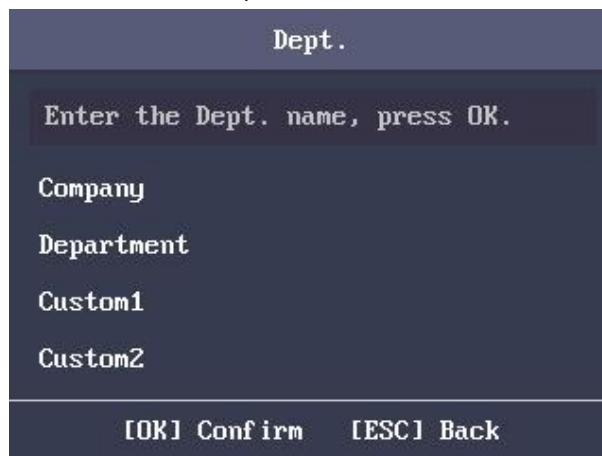 Dept.
Enter the Dept. name, press OK.
Company
Department
Custom1
Custom2
[OK] Confirm [ESC] Back